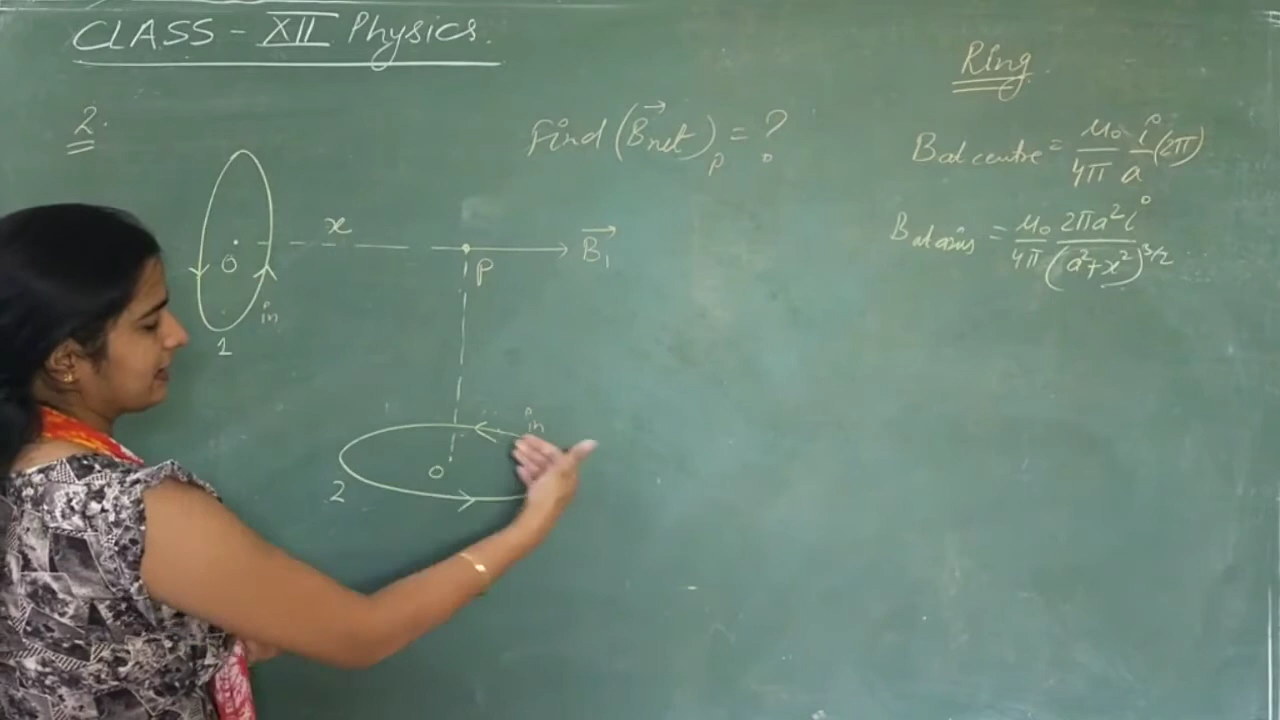 CLASS - XII Physics.
Ring
2.
Find (B⃗net)p = ?
B at centre = μ₀/4π i/a (2π)
B at axis = μ₀/4π 2πa²i/(a²+x²)^3/2
x
O
P
B⃗₁
in
1
in
O
2